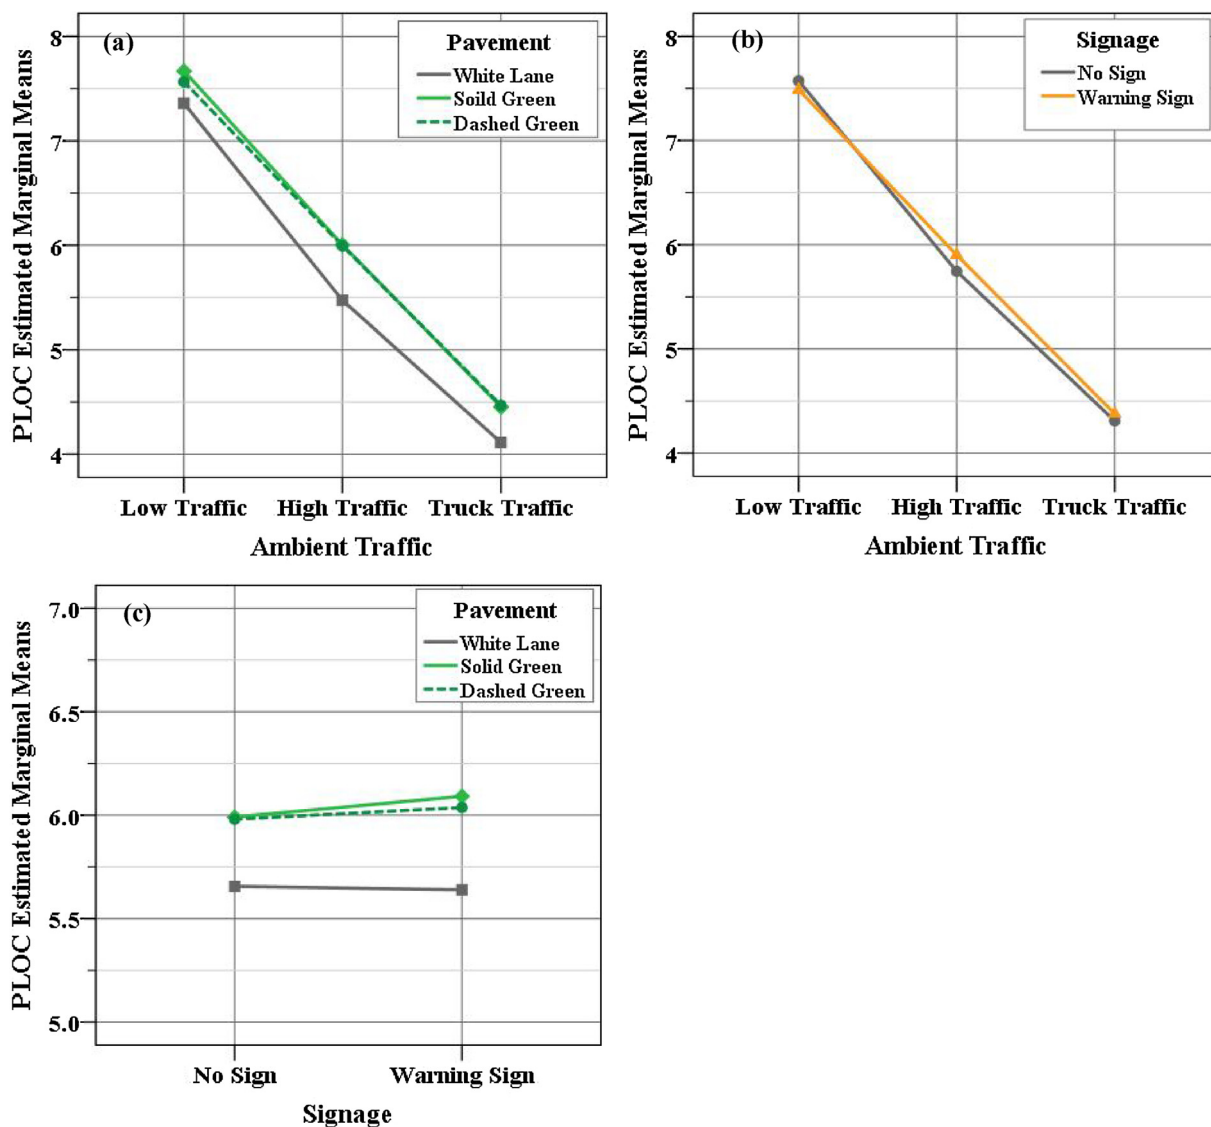 (a)
Pavement
White Lane
Soild Green
Dashed Green
PLOC Estimated Marginal Means
8
7
6
5
4
Low Traffic
High Traffic
Truck Traffic
Ambient Traffic
(b)
Signage
No Sign
Warning Sign
PLOC Estimated Marginal Means
8
7
6
5
4
Low Traffic
High Traffic
Truck Traffic
Ambient Traffic
(c)
Pavement
White Lane
Solid Green
Dashed Green
PLOC Estimated Marginal Means
7.0
6.5
6.0
5.5
5.0
No Sign
Warning Sign
Signage